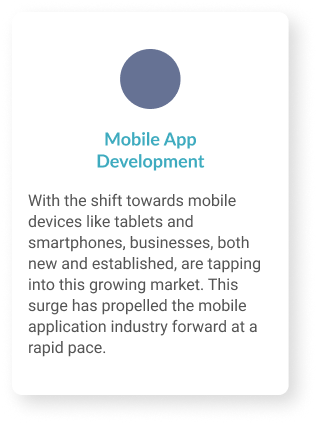 Mobile App
Development
With the shift towards mobile
devices like tablets and
smartphones, businesses, both
new and established, are tapping
into this growing market. This
surge has propelled the mobile
application industry forward at a
rapid pace.